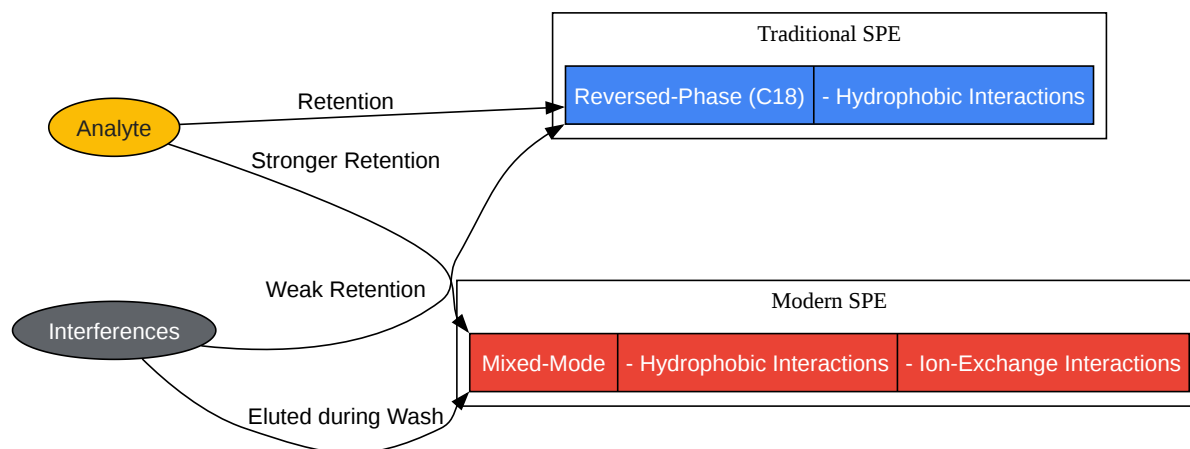 Traditional SPE
Reversed-Phase (C18)
- Hydrophobic Interactions
Retention
Analyte
Stronger Retention
Weak Retention
Modern SPE
Interferences
Mixed-Mode
- Hydrophobic Interactions
- Ion-Exchange Interactions
Eluted during Wash